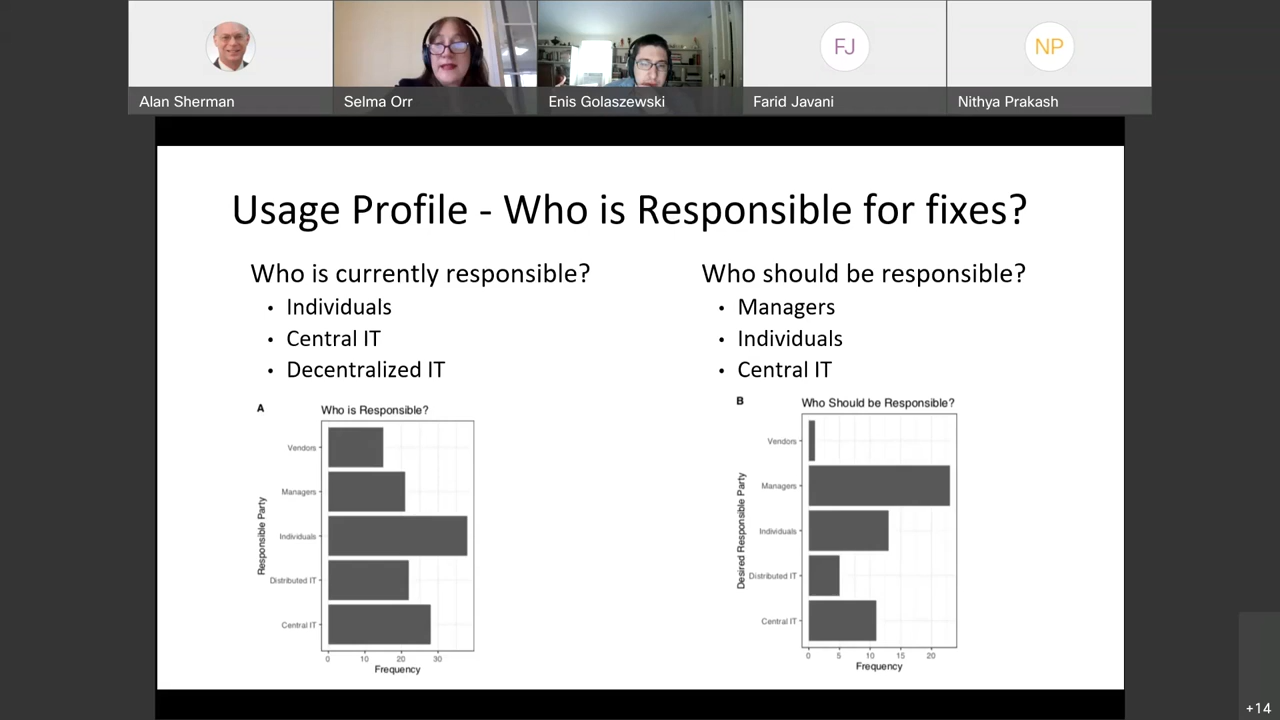 FJ
NP
Alan Sherman
Selma Orr
Enis Golaszewski
Farid Javani
Nithya Prakash
Usage Profile - Who is Responsible for fixes?
Who is currently responsible?
• Individuals
• Central IT
• Decentralized IT
Who should be responsible?
• Managers
• Individuals
• Central IT
A
Who is Responsible?
Responsible Party
Vendors
Managers
Individuals
Distributed IT
Central IT
0 10 20 30
Frequency
B
Who Should be Responsible?
Desired Responsible Party
Vendors
Managers
Individuals
Distributed IT
Central IT
0 5 10 15 20
Frequency
+14